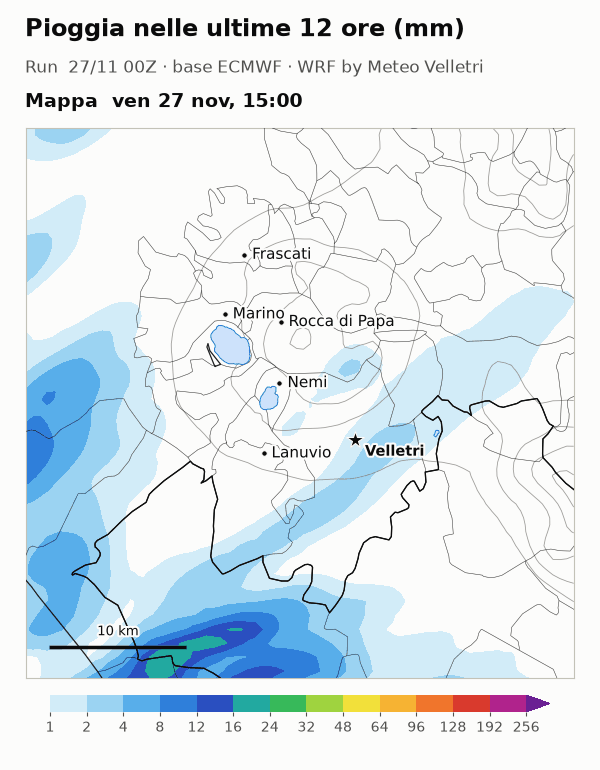 Pioggia nelle ultime 12 ore (mm)
Run  27/11 00Z · base ECMWF · WRF by Meteo Velletri
Mappa  ven 27 nov, 15:00
Frascati
Marino
Rocca di Papa
Nemi
Velletri
Lanuvio
10 km
1 2 4 8 12 16 24 32 48 64 96 128 192 256